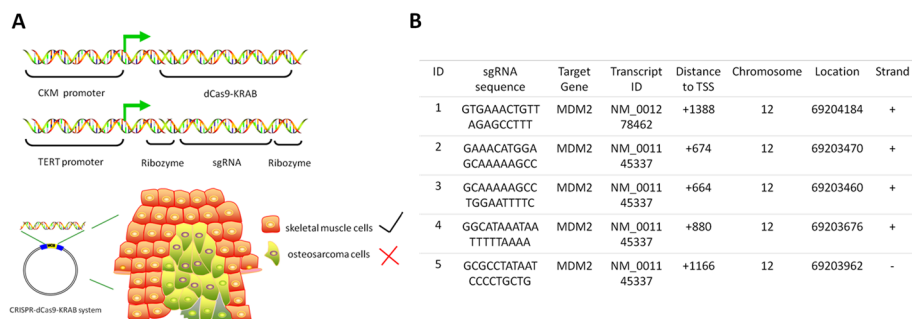 A
CKM promoter
dCas9-KRAB
TERT promoter
Ribozyme
sgRNA
Ribozyme
skeletal muscle cells
osteosarcoma cells
CRISPR-dCas9-KRAB system
B
ID sgRNA sequence Target Gene Transcript ID Distance to TSS Chromosome Location Strand
1 GTGAAACTGTT AGAGCCTTT MDM2 NM_0012 78462 +1388 12 69204184 +
2 GAAACATGGA GCAAAAAGCC MDM2 NM_0011 45337 +674 12 69203470 +
3 GCAAAAAGCC TGGAATTTTC MDM2 NM_0011 45337 +664 12 69203460 +
4 GGCATAAATAA TTTTTAAAA MDM2 NM_0011 45337 +880 12 69203676 +
5 GCGCCTATAAT CCCCTGCTG MDM2 NM_0011 45337 +1166 12 69203962 -